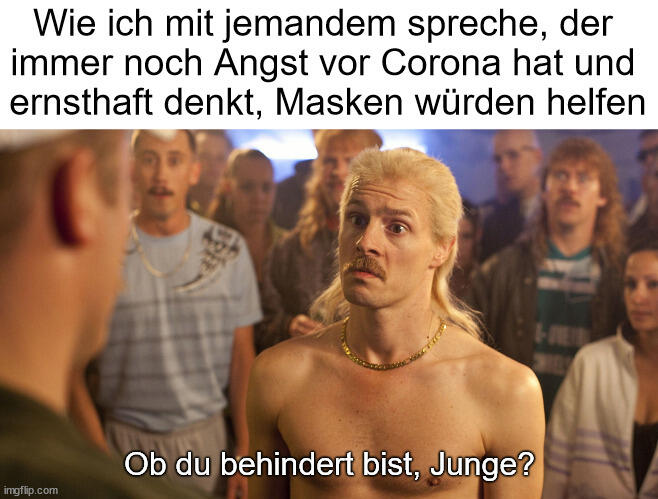 Wie ich mit jemandem spreche, der
immer noch Angst vor Corona hat und
ernsthaft denkt, Masken würden helfen
Ob du behindert bist, Junge?
imgflip.com